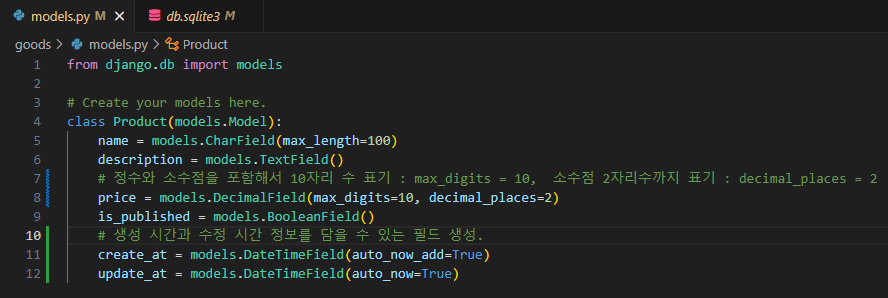 models.py M × db.sqlite3 M
goods > models.py > Product
1 from django.db import models
2
3 # Create your models here.
4 class Product(models.Model):
5 name = models.CharField(max_length=100)
6 description = models.TextField()
7 # 정수와 소수점을 포함해서 10자리 수 표기 : max_digits = 10,  소수점 2자리수까지 표기 : decimal_places = 2
8 price = models.DecimalField(max_digits=10, decimal_places=2)
9 is_published = models.BooleanField()
10 # 생성 시간과 수정 시간 정보를 담을 수 있는 필드 생성.
11 create_at = models.DateTimeField(auto_now_add=True)
12 update_at = models.DateTimeField(auto_now=True)